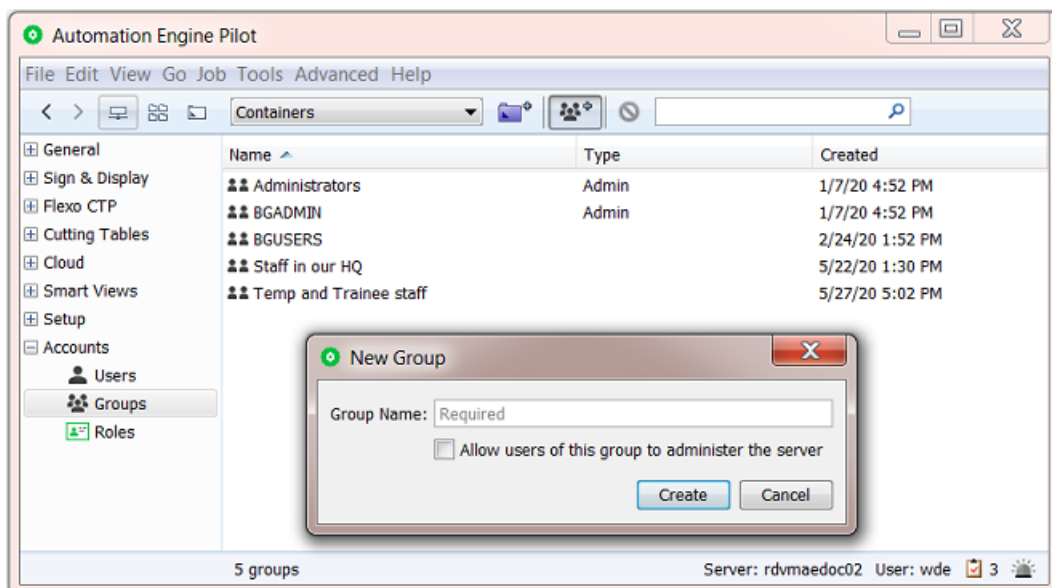 Automation Engine Pilot
File Edit View Go Job Tools Advanced Help
Containers
General
Sign & Display
Flexo CTP
Cutting Tables
Cloud
Smart Views
Setup
Accounts
Users
Groups
Roles
Name Type Created
Administrators Admin 1/7/20 4:52 PM
BGADMIN Admin 1/7/20 4:52 PM
BGUSERS 2/24/20 1:52 PM
Staff in our HQ 5/22/20 1:30 PM
Temp and Trainee staff 5/27/20 5:02 PM
New Group
Group Name: Required
Allow users of this group to administer the server
Create Cancel
5 groups Server: rdvmaedoc02 User: wde 3